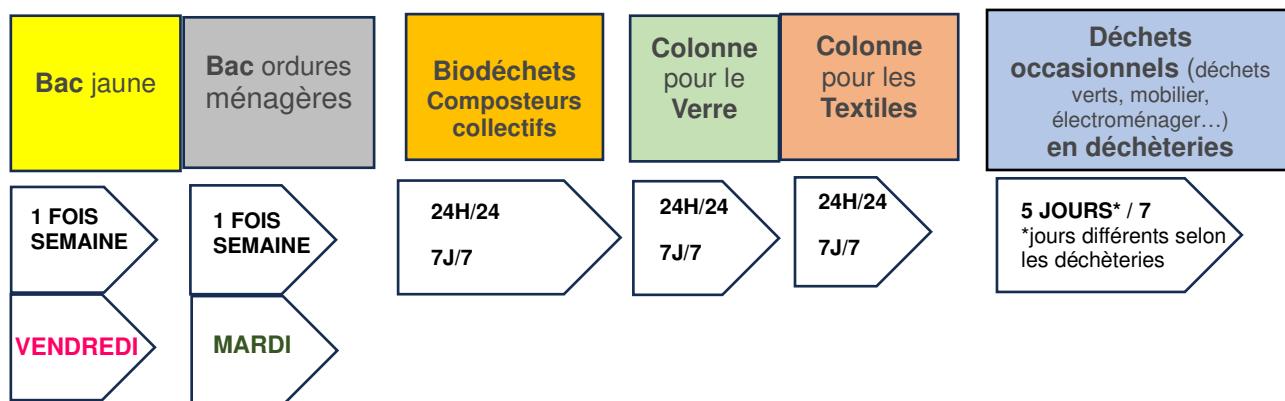 Bac jaune
Bac ordures
ménagères
Biodéchets
Composteurs
collectifs
Colonne
pour le
Verre
Colonne
pour les
Textiles
Déchets
occasionnels (déchets
verts, mobilier,
électroménager…)
en déchèteries
1 FOIS
SEMAINE
1 FOIS
SEMAINE
24H/24
7J/7
24H/24
7J/7
24H/24
7J/7
5 JOURS* / 7
*jours différents selon
les déchèteries
VENDREDI
MARDI